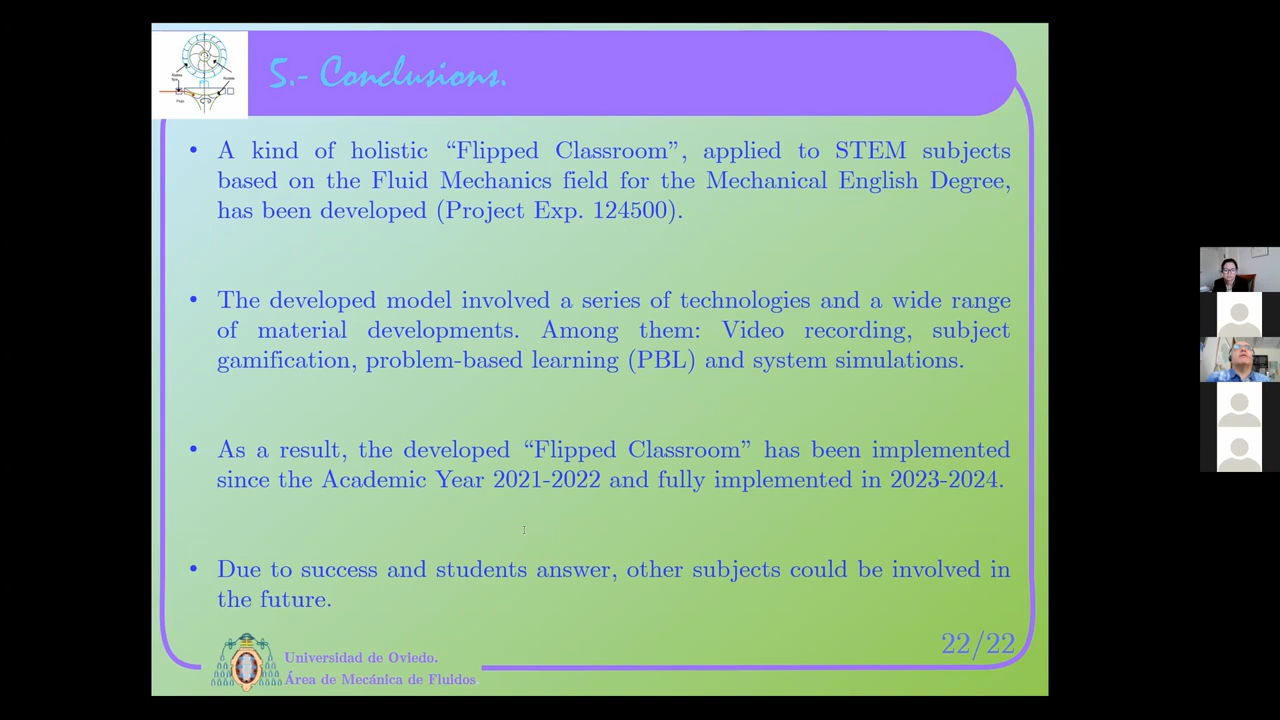 5.- Conclusions.
• A kind of holistic “Flipped Classroom”, applied to STEM subjects
based on the Fluid Mechanics field for the Mechanical English Degree,
has been developed (Project Exp. 124500).
• The developed model involved a series of technologies and a wide range
of material developments. Among them: Video recording, subject
gamification, problem-based learning (PBL) and system simulations.
• As a result, the developed “Flipped Classroom” has been implemented
since the Academic Year 2021-2022 and fully implemented in 2023-2024.
• Due to success and students answer, other subjects could be involved in
the future.
22/22
Universidad de Oviedo.
Área de Mecánica de Fluidos.